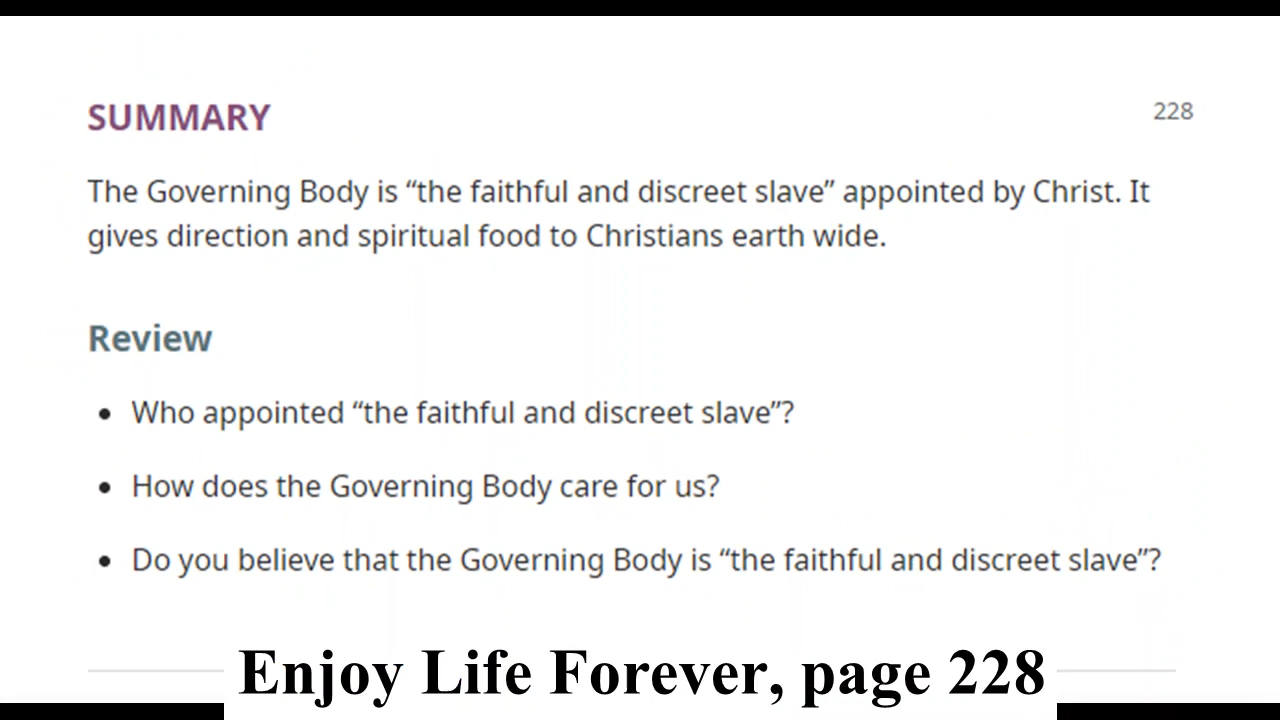 SUMMARY
228
The Governing Body is “the faithful and discreet slave” appointed by Christ. It
gives direction and spiritual food to Christians earth wide.
Review
• Who appointed “the faithful and discreet slave”?
• How does the Governing Body care for us?
• Do you believe that the Governing Body is “the faithful and discreet slave”?
Enjoy Life Forever, page 228